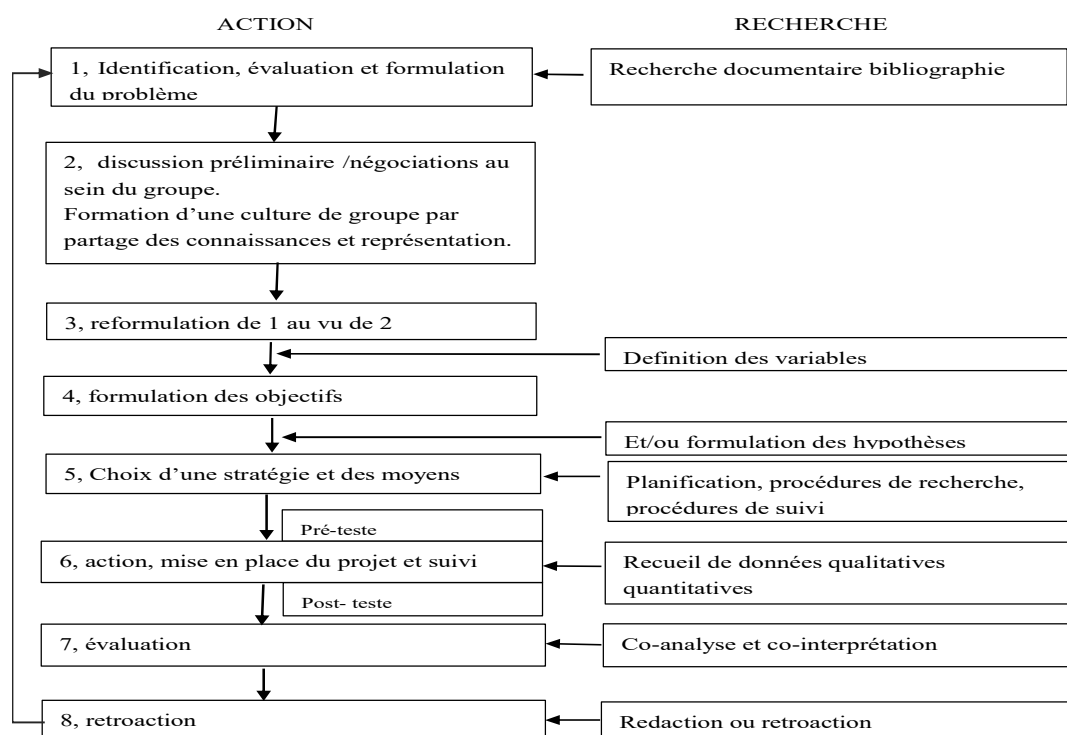 ACTION
RECHERCHE
1, Identification, évaluation et formulation
du problème
Recherche documentaire bibliographie
2, discussion préliminaire /négociations au
sein du groupe.
Formation d’une culture de groupe par
partage des connaissances et représentation.
3, reformulation de 1 au vu de 2
Definition des variables
4, formulation des objectifs
Et/ou formulation des hypothèses
5, Choix d’une stratégie et des moyens
Planification, procédures de recherche,
procédures de suivi
Pré-teste
6, action, mise en place du projet et suivi
Recueil de données qualitatives
quantitatives
Post- teste
7, évaluation
Co-analyse et co-interprétation
8, retroaction
Redaction ou retroaction